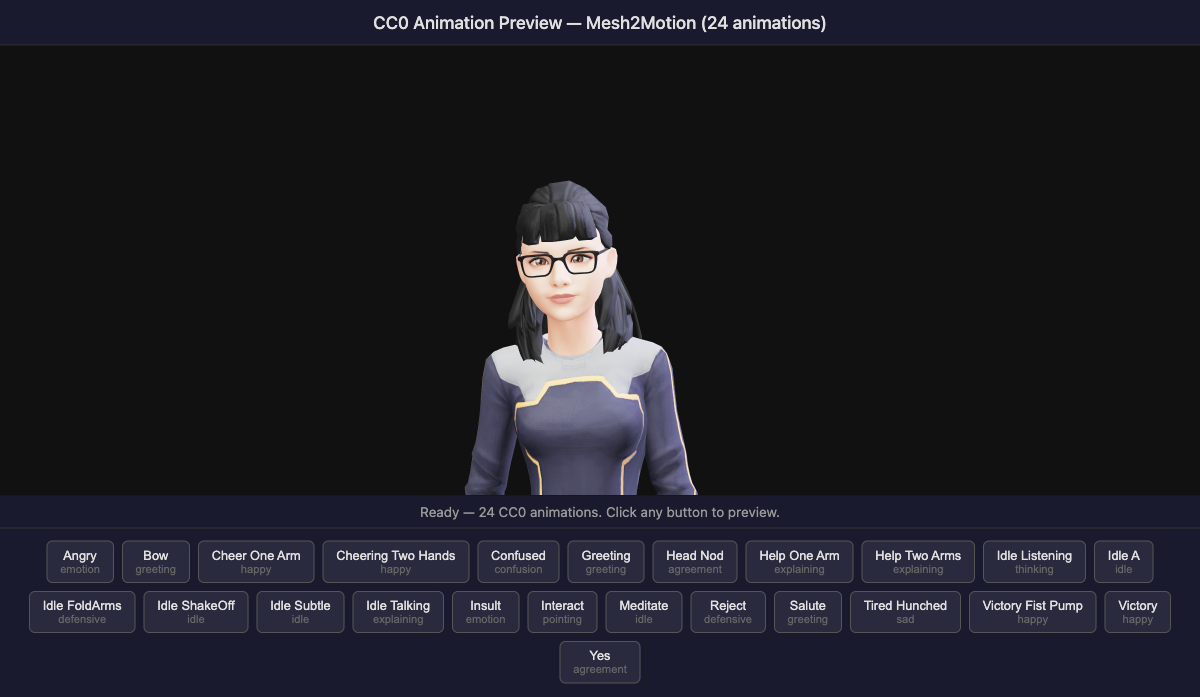 CC0 Animation Preview — Mesh2Motion (24 animations)
Ready — 24 CC0 animations. Click any button to preview.
Angry
emotion
Bow
greeting
Cheer One Arm
happy
Cheering Two Hands
happy
Confused
confusion
Greeting
greeting
Head Nod
agreement
Help One Arm
explaining
Help Two Arms
explaining
Idle Listening
thinking
Idle A
idle
Idle FoldArms
defensive
Idle ShakeOff
idle
Idle Subtle
idle
Idle Talking
explaining
Insult
emotion
Interact
pointing
Meditate
idle
Reject
defensive
Salute
greeting
Tired Hunched
sad
Victory Fist Pump
happy
Victory
happy
Yes
agreement